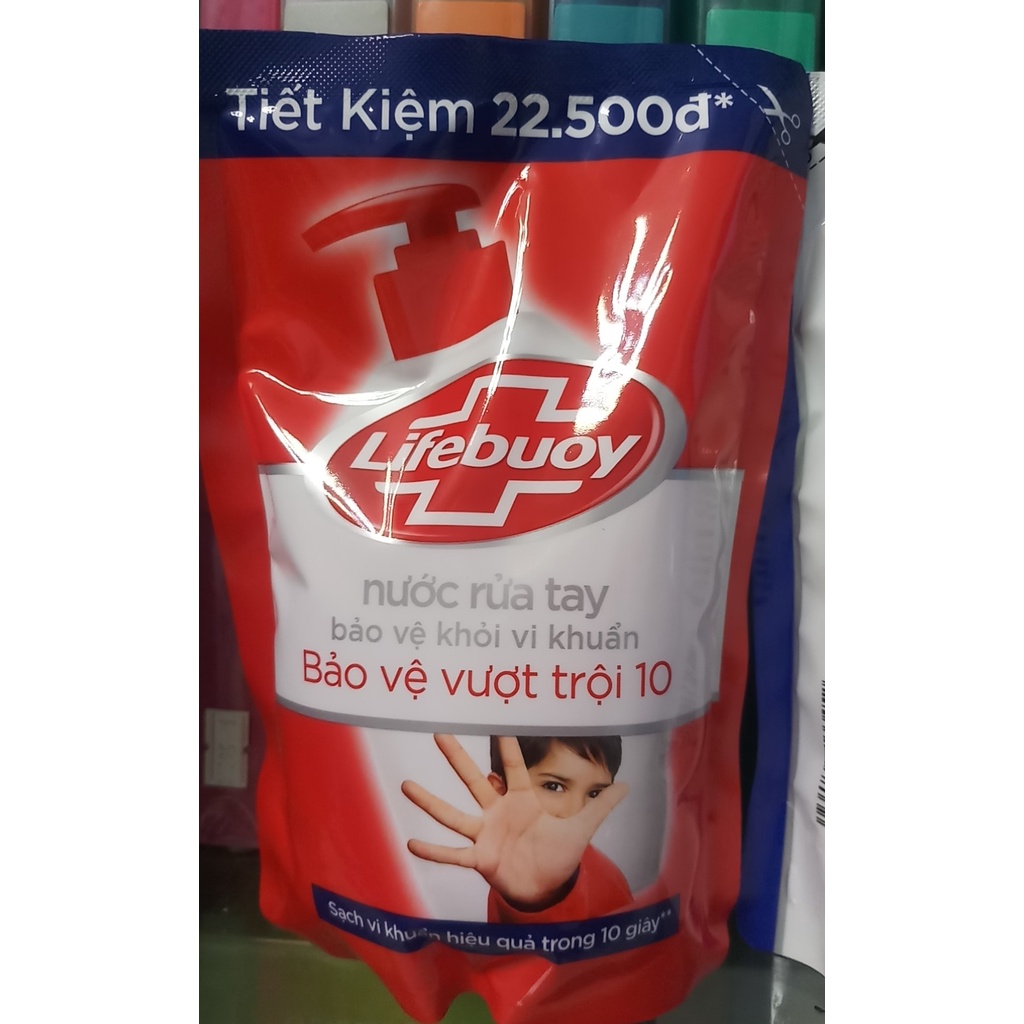 Tiết Kiệm 22.500đ*
Lifebuoy
nước rửa tay
bảo vệ khỏi vi khuẩn
Bảo vệ vượt trội 10
Sạch vi khuẩn hiệu quả trong 10 giây**